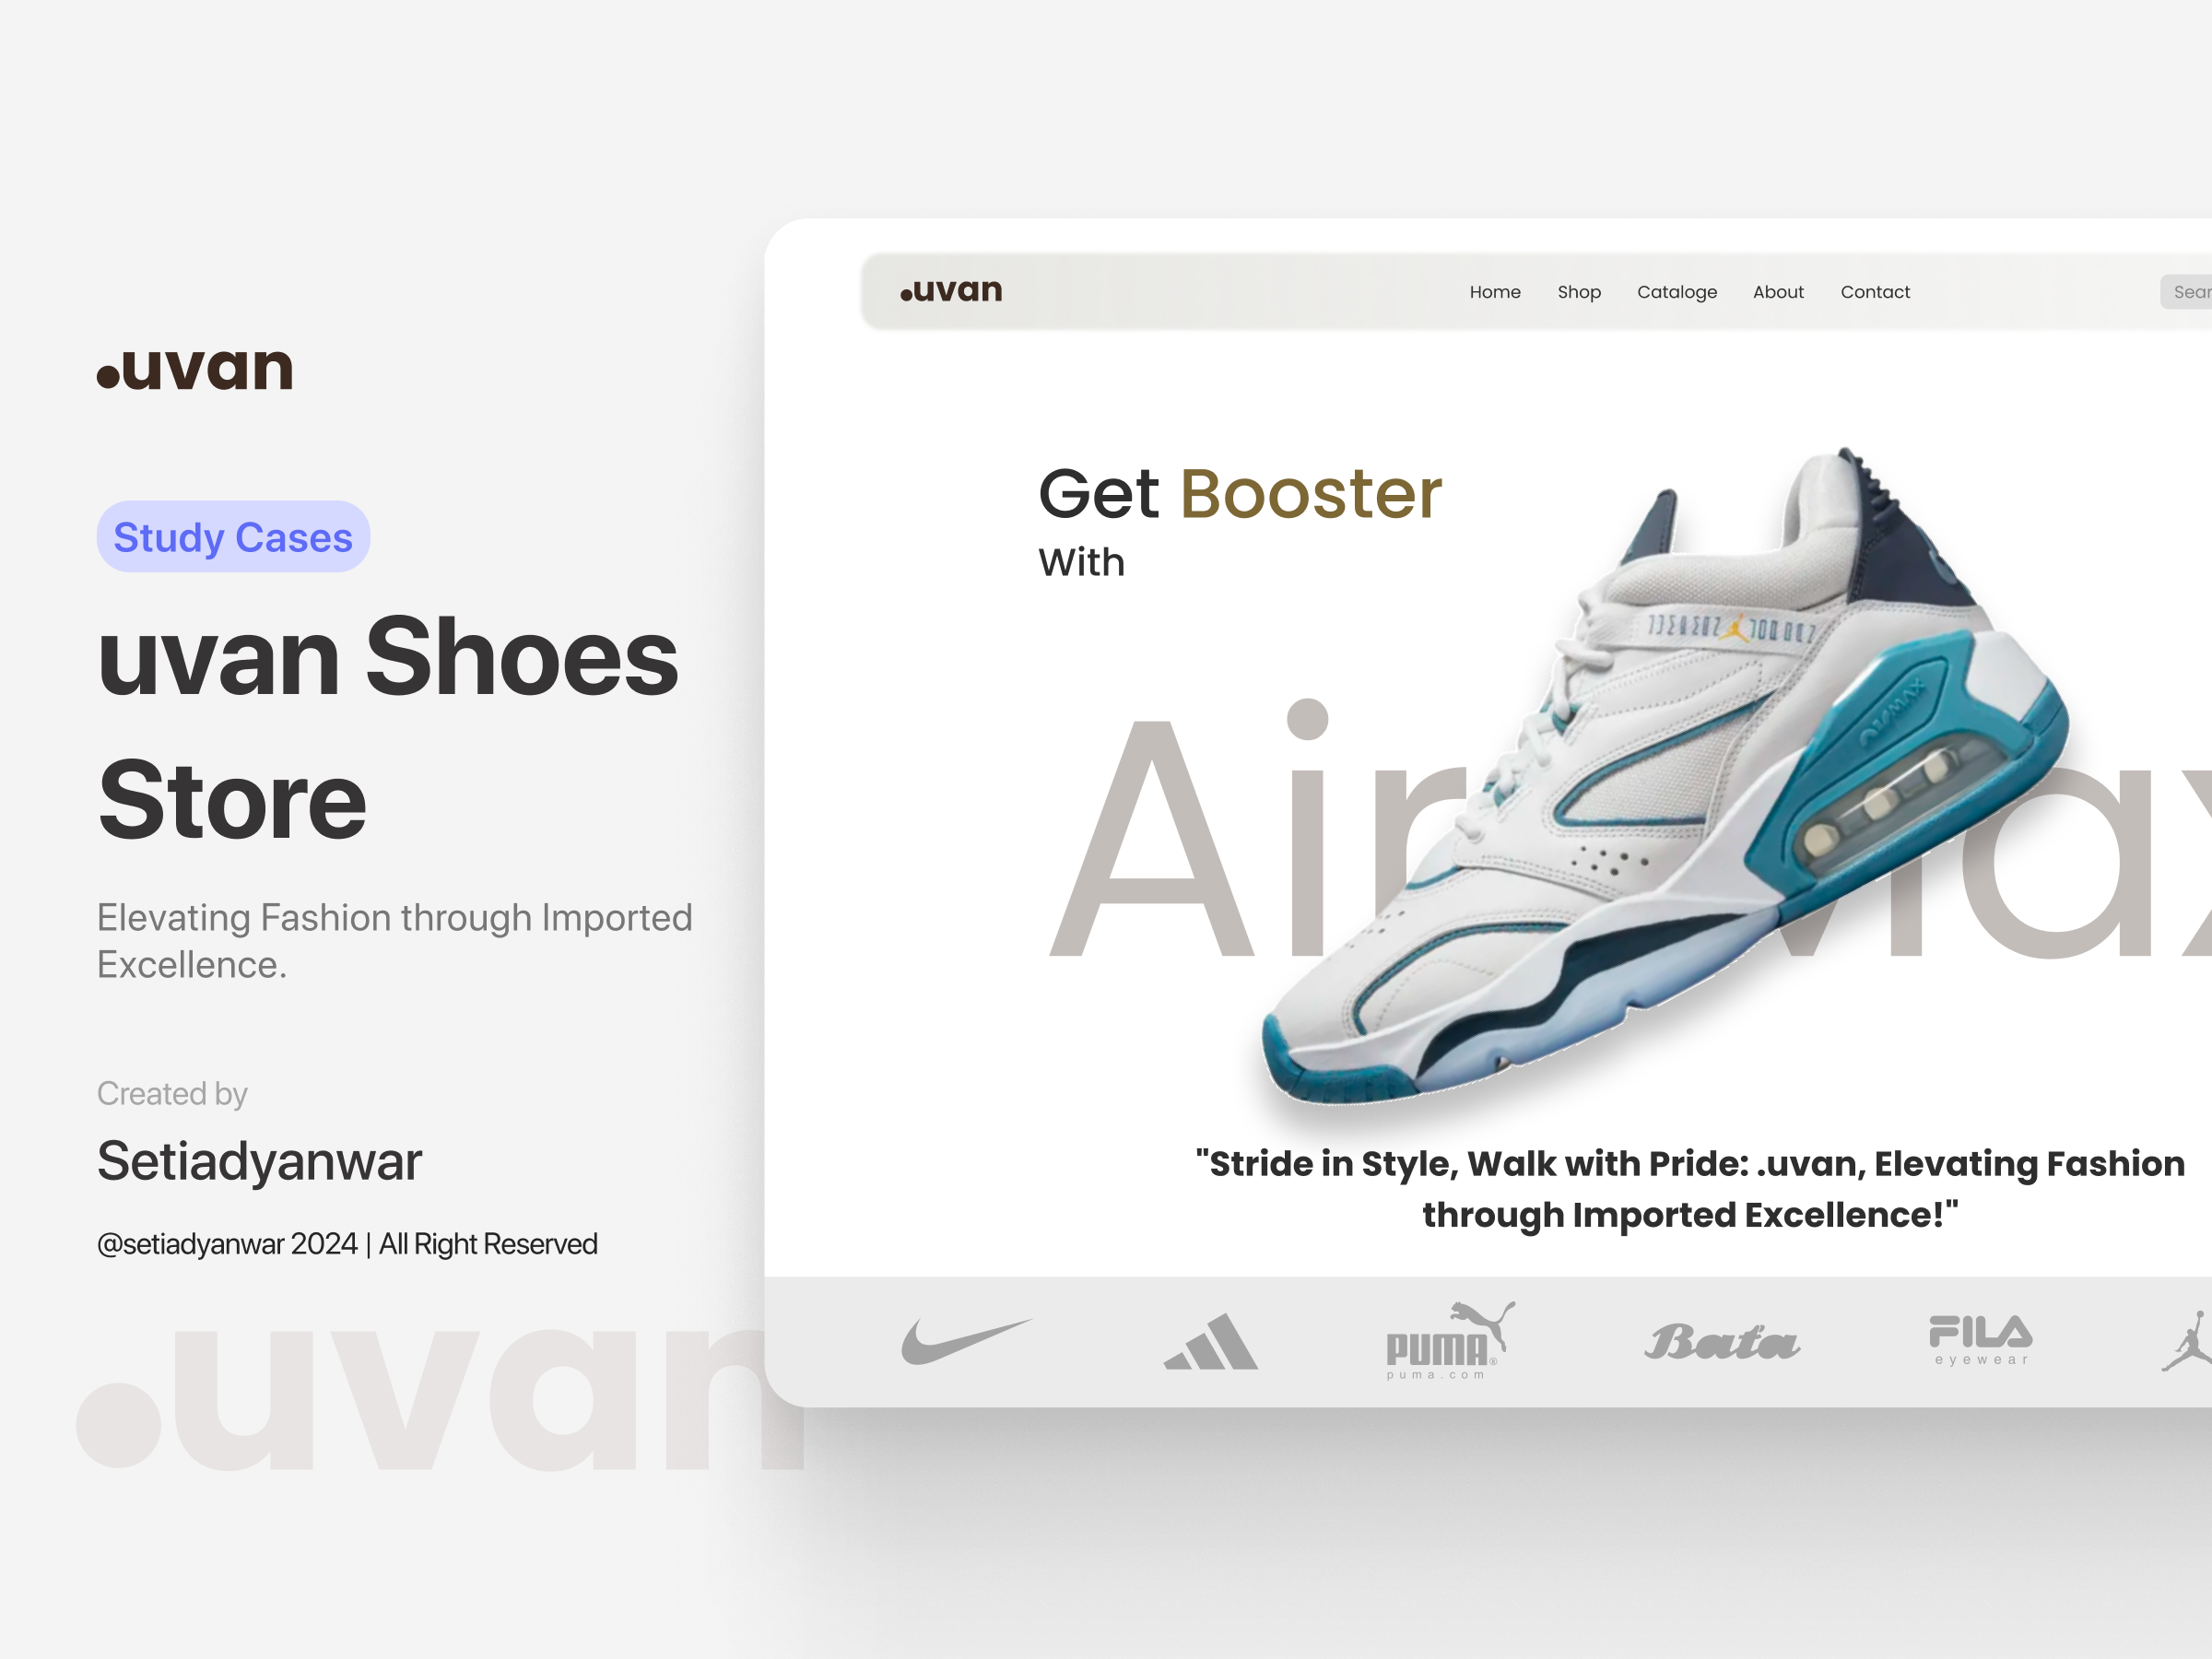 .uvan
Study Cases
uvan Shoes
Store
Elevating Fashion through Imported
Excellence.
Created by
Setiadyanwar
@setiadyanwar 2024 | All Right Reserved
.uvan
.uvan
Home Shop Cataloge About Contact
Sear
Get Booster
With
Air Max
AIR MAX
"Stride in Style, Walk with Pride: .uvan, Elevating Fashion
through Imported Excellence!"
PUMA®
puma.com
Bata
FILA
eyewear